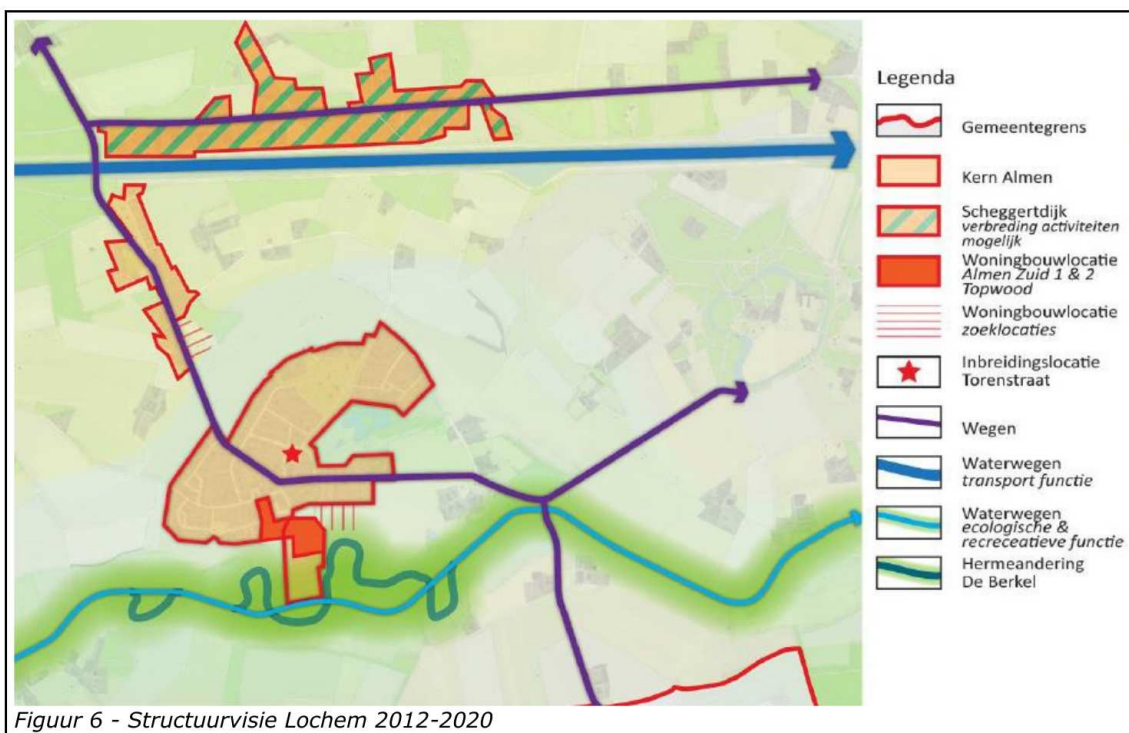 Legenda
Gemeentegrens
Kern Almen
Scheggertdijk
verbreding activiteiten
mogelijk
Woningbouwlocatie
Almen Zuid 1 & 2
Topwood
Woningbouwlocatie
zoeklocaties
Inbreidingslocatie
Torenstraat
Wegen
Waterwegen
transport functie
Waterwegen
ecologische &
recreceatieve functie
Hermeandering
De Berkel
Figuur 6 - Structuurvisie Lochem 2012-2020